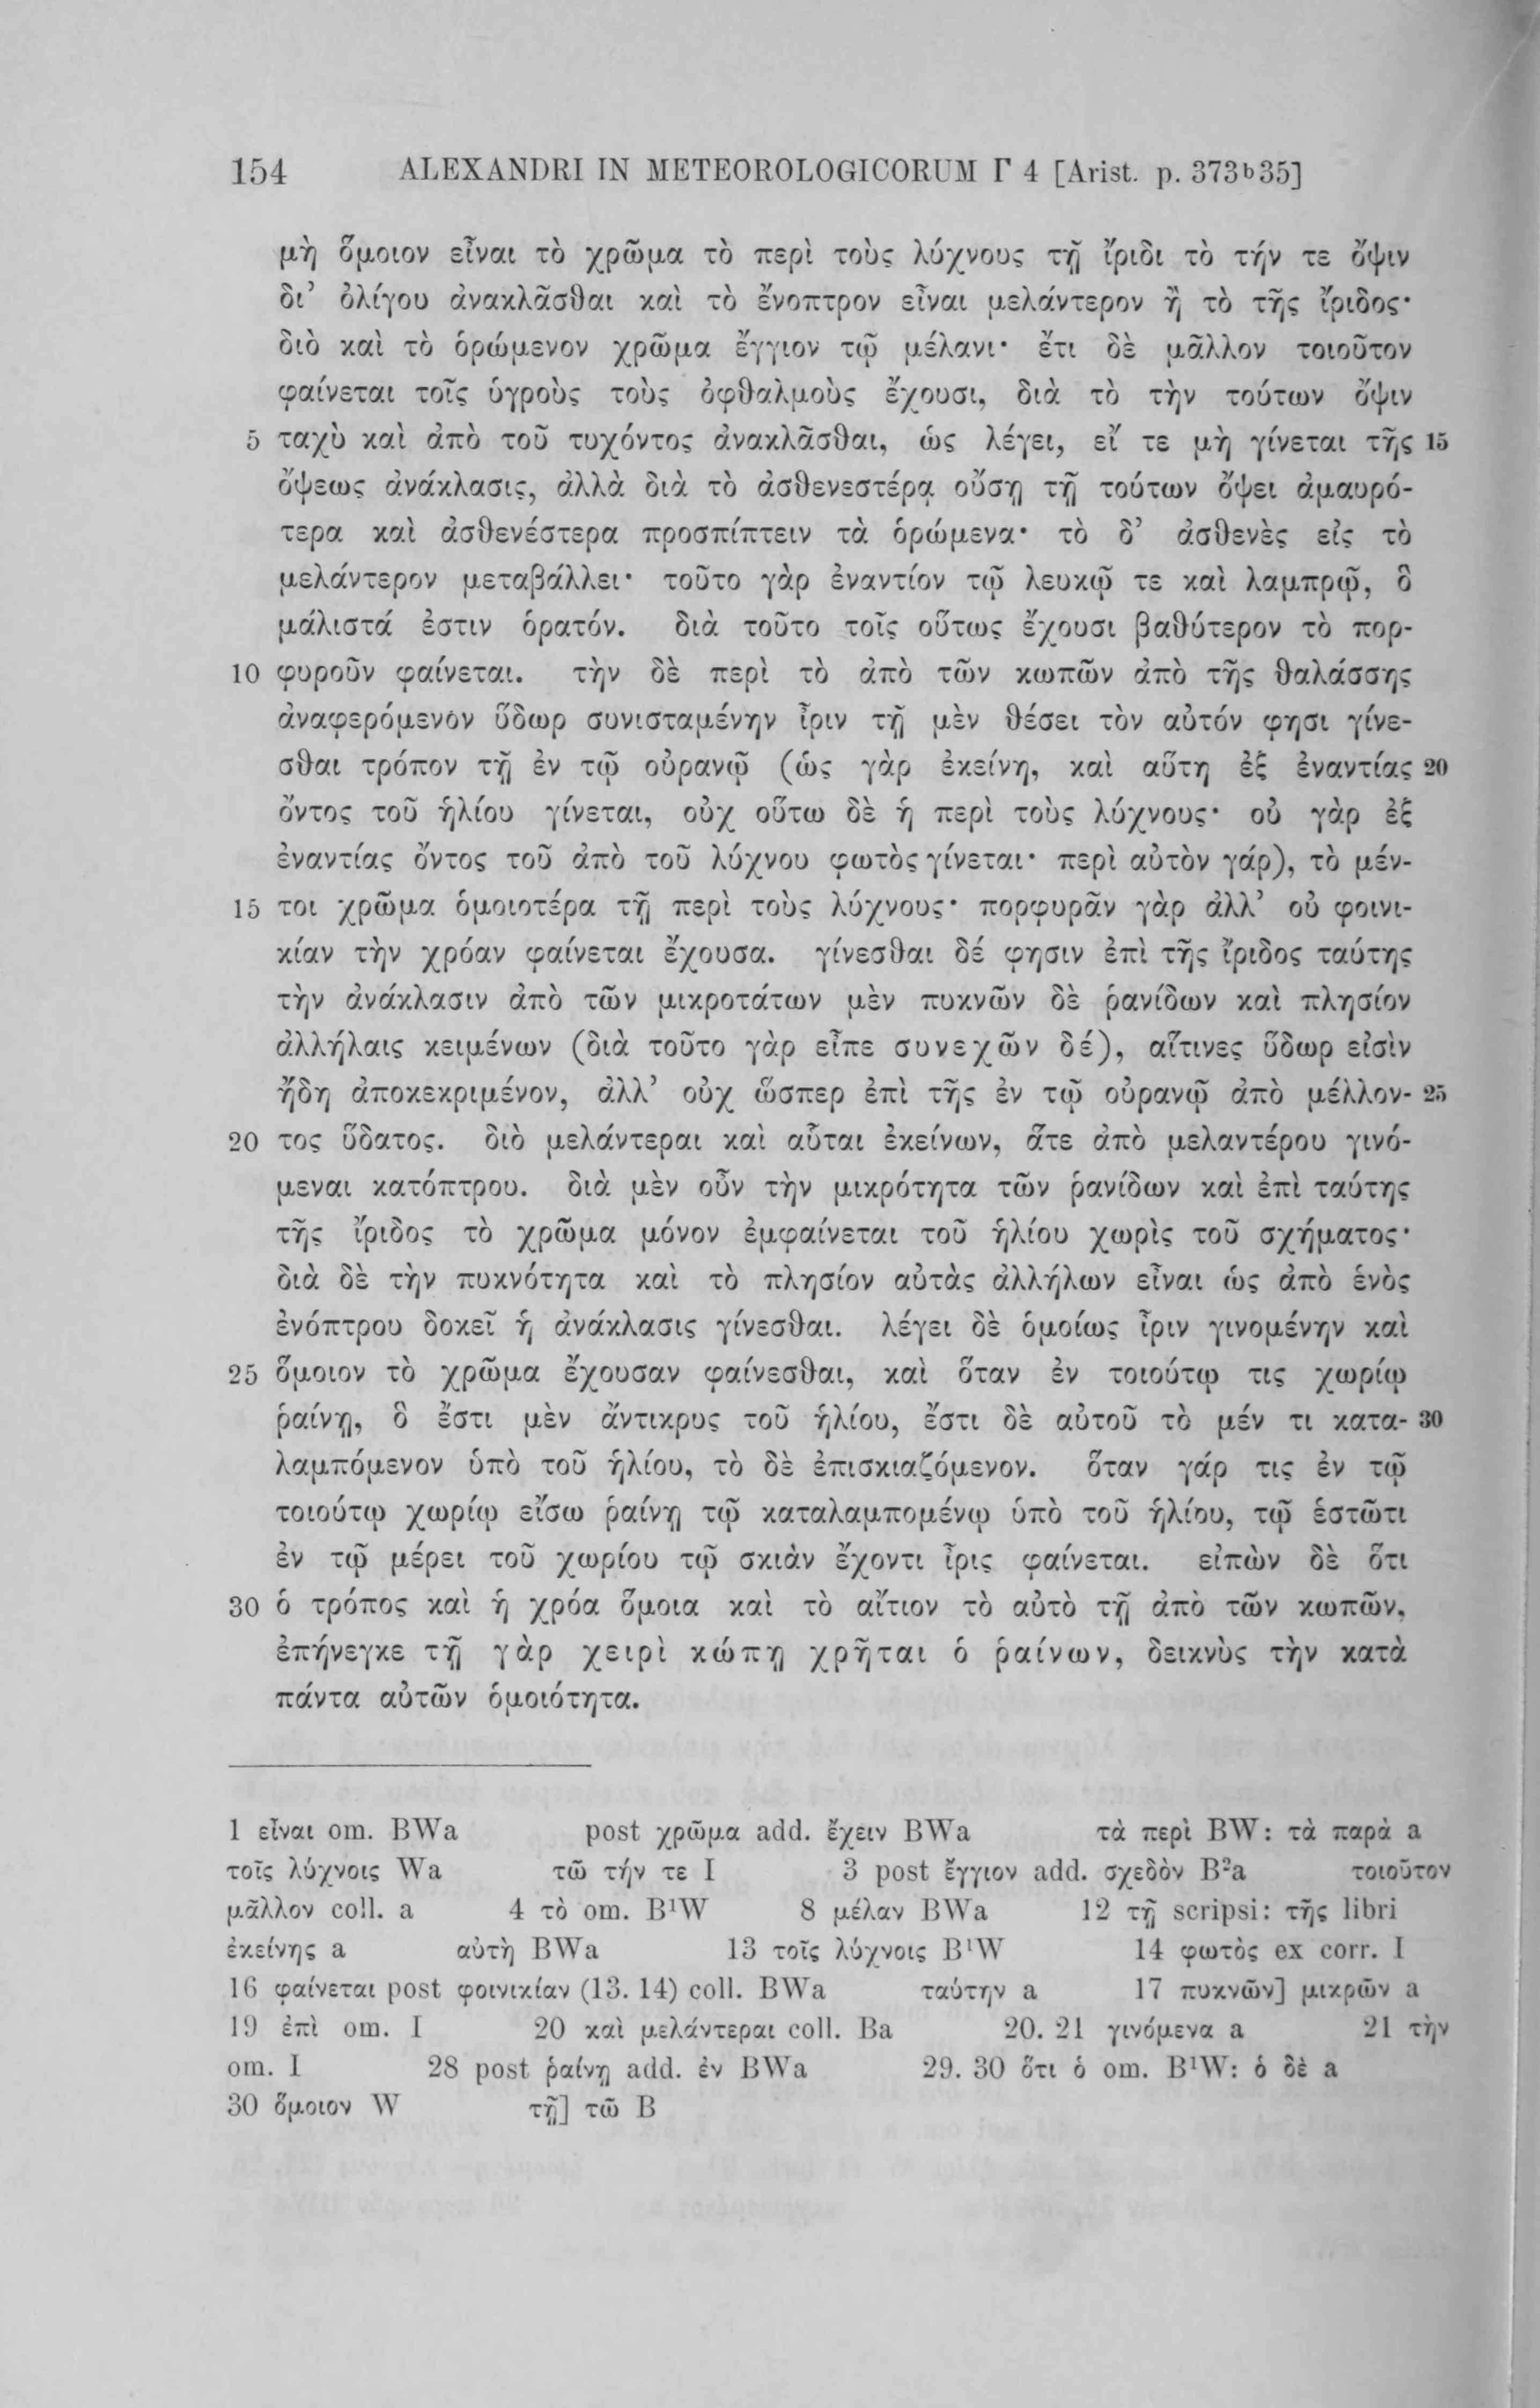 154 ALEXANDRI IN METEOROLOGICORUM Γ 4 [Arist. p. 373ᵇ35]
μὴ ὅμοιον εἶναι τὸ χρῶμα τὸ περὶ τοὺς λύχνους τῇ ἴριδι τὸ τήν τε ὄψιν
δι’ ὀλίγου ἀνακλᾶσθαι καὶ τὸ ἔνοπτρον εἶναι μελάντερον ἢ τὸ τῆς ἴριδος·
διὸ καὶ τὸ ὁρώμενον χρῶμα ἔγγιον τῷ μέλανι· ἔτι δὲ μᾶλλον τοιοῦτον
φαίνεται τοῖς ὑγροὺς τοὺς ὀφθαλμοὺς ἔχουσι, διὰ τὸ τὴν τούτων ὄψιν
5 ταχὺ καὶ ἀπὸ τοῦ τυχόντος ἀνακλᾶσθαι, ὡς λέγει, εἴ τε μὴ γίνεται τῆς 15
ὄψεως ἀνάκλασις, ἀλλὰ διὰ τὸ ἀσθενεστέρᾳ οὔσῃ τῇ τούτων ὄψει ἀμαυρό-
τερα καὶ ἀσθενέστερα προσπίπτειν τὰ ὁρώμενα· τὸ δ’ ἀσθενὲς εἰς τὸ
μελάντερον μεταβάλλει· τοῦτο γὰρ ἐναντίον τῷ λευκῷ τε καὶ λαμπρῷ, ὃ
μάλιστά ἐστιν ὁρατόν. διὰ τοῦτο τοῖς οὕτως ἔχουσι βαθύτερον τὸ πορ-
10 φυροῦν φαίνεται. τὴν δὲ περὶ τὸ ἀπὸ τῶν κωπῶν ἀπὸ τῆς θαλάσσης
ἀναφερόμενον ὕδωρ συνισταμένην ἶριν τῇ μὲν θέσει τὸν αὐτόν φησι γίνε-
σθαι τρόπον τῇ ἐν τῷ οὐρανῷ (ὡς γὰρ ἐκείνη, καὶ αὕτη ἐξ ἐναντίας 20
ὄντος τοῦ ἡλίου γίνεται, οὐχ οὕτω δὲ ἡ περὶ τοὺς λύχνους· οὐ γὰρ ἐξ
ἐναντίας ὄντος τοῦ ἀπὸ τοῦ λύχνου φωτὸς γίνεται· περὶ αὐτὸν γάρ), τὸ μέν-
15 τοι χρῶμα ὁμοιοτέρα τῇ περὶ τοὺς λύχνους· πορφυρᾶν γὰρ ἀλλ’ οὐ φοινι-
κίαν τὴν χρόαν φαίνεται ἔχουσα. γίνεσθαι δέ φησιν ἐπὶ τῆς ἴριδος ταύτης
τὴν ἀνάκλασιν ἀπὸ τῶν μικροτάτων μὲν πυκνῶν δὲ ῥανίδων καὶ πλησίον
ἀλλήλαις κειμένων (διὰ τοῦτο γὰρ εἶπε συνεχῶν δέ), αἵτινες ὕδωρ εἰσὶν
ἤδη ἀποκεκριμένον, ἀλλ’ οὐχ ὥσπερ ἐπὶ τῆς ἐν τῷ οὐρανῷ ἀπὸ μέλλον- 25
20 τος ὕδατος. διὸ μελάντεραι καὶ αὗται ἐκείνων, ἅτε ἀπὸ μελαντέρου γινό-
μεναι κατόπτρου. διὰ μὲν οὖν τὴν μικρότητα τῶν ῥανίδων καὶ ἐπὶ ταύτης
τῆς ἴριδος τὸ χρῶμα μόνον ἐμφαίνεται τοῦ ἡλίου χωρὶς τοῦ σχήματος·
διὰ δὲ τὴν πυκνότητα καὶ τὸ πλησίον αὐτὰς ἀλλήλων εἶναι ὡς ἀπὸ ἑνὸς
ἐνόπτρου δοκεῖ ἡ ἀνάκλασις γίνεσθαι. λέγει δὲ ὁμοίως ἶριν γινομένην καὶ
25 ὅμοιον τὸ χρῶμα ἔχουσαν φαίνεσθαι, καὶ ὅταν ἐν τοιούτῳ τις χωρίῳ
ῥαίνῃ, ὅ ἔστι μὲν ἄντικρυς τοῦ ἡλίου, ἔστι δὲ αὐτοῦ τὸ μέν τι κατα- 30
λαμπόμενον ὑπὸ τοῦ ἡλίου, τὸ δὲ ἐπισκιαζόμενον. ὅταν γάρ τις ἐν τῷ
τοιούτῳ χωρίῳ εἴσω ῥαίνῃ τῷ καταλαμπομένῳ ὑπὸ τοῦ ἡλίου, τῷ ἑστῶτι
ἐν τῷ μέρει τοῦ χωρίου τῷ σκιὰν ἔχοντι ἶρις φαίνεται. εἰπὼν δὲ ὅτι
30 ὁ τρόπος καὶ ἡ χρόα ὅμοια καὶ τὸ αἴτιον τὸ αὐτὸ τῇ ἀπὸ τῶν κωπῶν,
ἐπήνεγκε τῇ γὰρ χειρὶ κώπῃ χρῆται ὁ ῥαίνων, δεικνὺς τὴν κατὰ
πάντα αὐτῶν ὁμοιότητα.
1 εἶναι om. BWa post χρῶμα add. ἔχειν BWa τὰ περὶ BW: τὰ παρὰ a
τοῖς λύχνοις Wa τῶ τήν τε I 3 post ἔγγιον add. σχεδὸν B²a τοιοῦτον
μᾶλλον coll. a 4 τὸ om. B¹W 8 μέλαν BWa 12 τῇ scripsi: τῆς libri
ἐκείνης a αὐτὴ BWa 13 τοῖς λύχνοις B¹W 14 φωτὸς ex corr. I
16 φαίνεται post φοινικίαν (13. 14) coll. BWa ταύτην a 17 πυκνῶν] μικρῶν a
19 ἐπὶ om. I 20 καὶ μελάντεραι coll. Ba 20. 21 γινόμενα a 21 τὴν
om. I 28 post ῥαίνῃ add. ἐν BWa 29. 30 ὅτι ὁ om. B¹W: ὁ δὲ a
30 ὅμοιον W τῇ] τῶ B